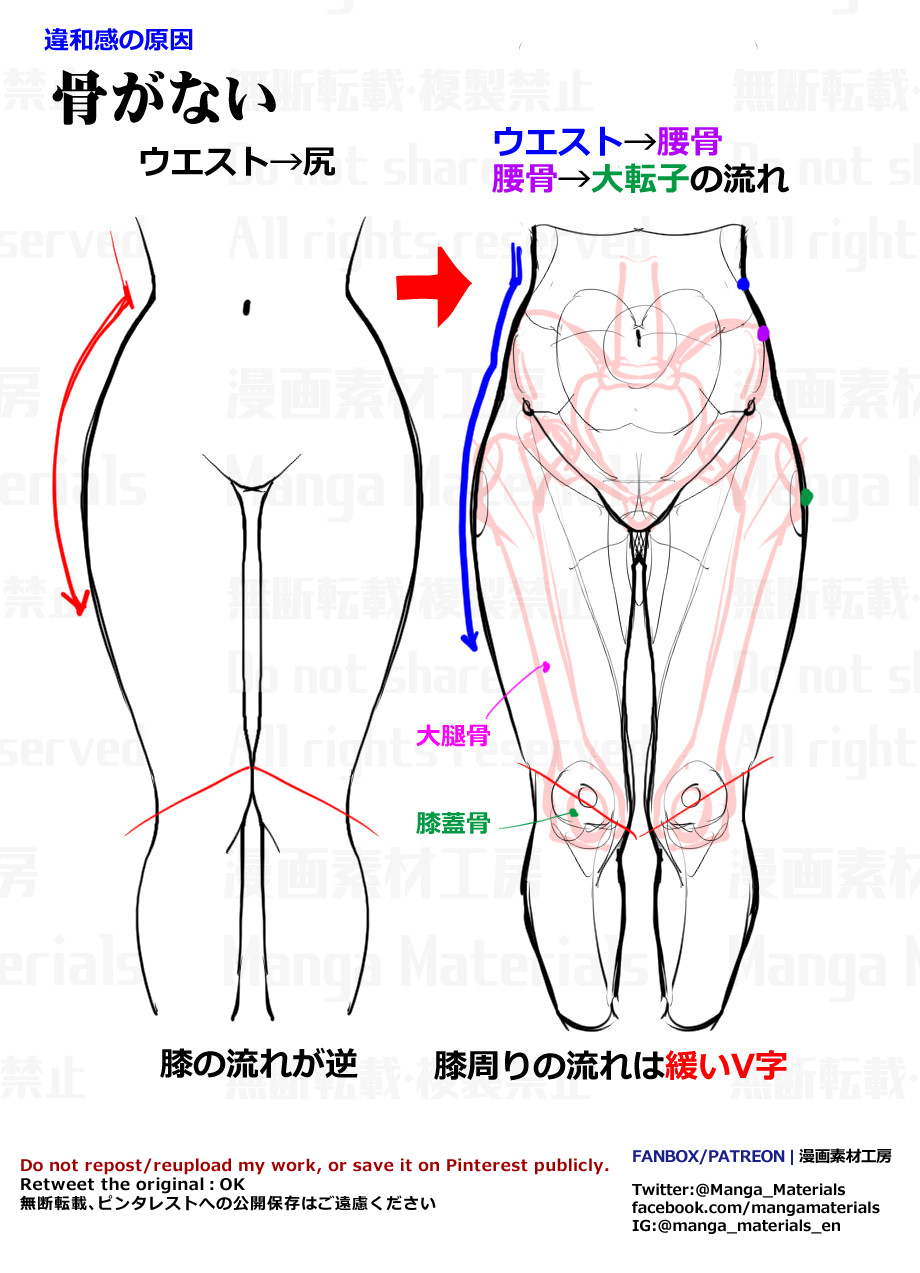 違和感の原因
骨がない
ウエスト→尻
ウエスト→腰骨
腰骨→大転子の流れ
大腿骨
膝蓋骨
膝の流れが逆
膝周りの流れは緩いV字
Do not repost/reupload my work, or save it on Pinterest publicly.
Retweet the original : OK
無断転載、ピンタレストへの公開保存はご遠慮ください
FANBOX/PATREON | 漫画素材工房
Twitter:@Manga_Materials
facebook.com/mangamaterials
IG:@manga_materials_en
無断転載・複製禁止
Do not share
All rights reserved
漫画素材工房
Manga Materials